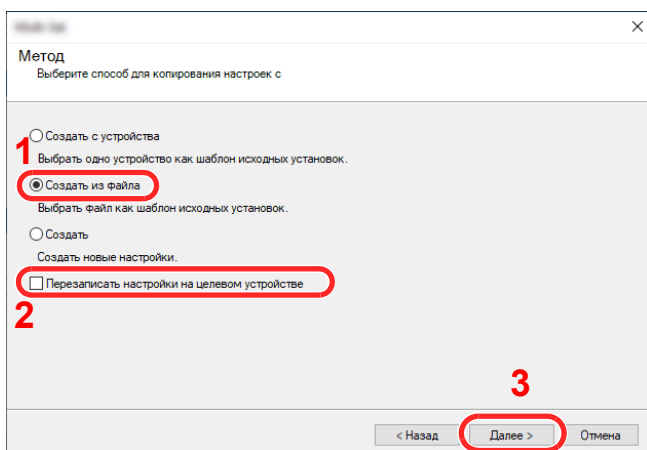 Метод
Выберите способ для копирования настроек с
Создать с устройства
1
Выбрать одно устройство как шаблон исходных установок.
Создать из файла
Выбрать файл как шаблон исходных установок.
Создать
Создать новые настройки.
Перезаписать настройки на целевом устройстве
2
3
< Назад
Далее >
Отмена